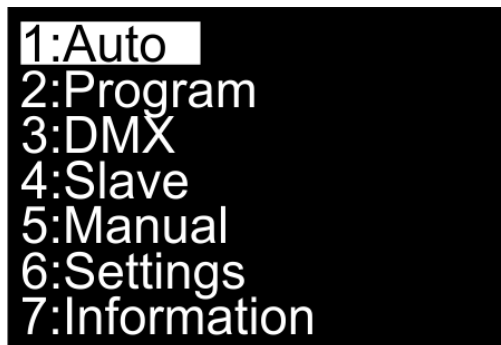 1:Auto
2:Program
3:DMX
4:Slave
5:Manual
6:Settings
7:Information